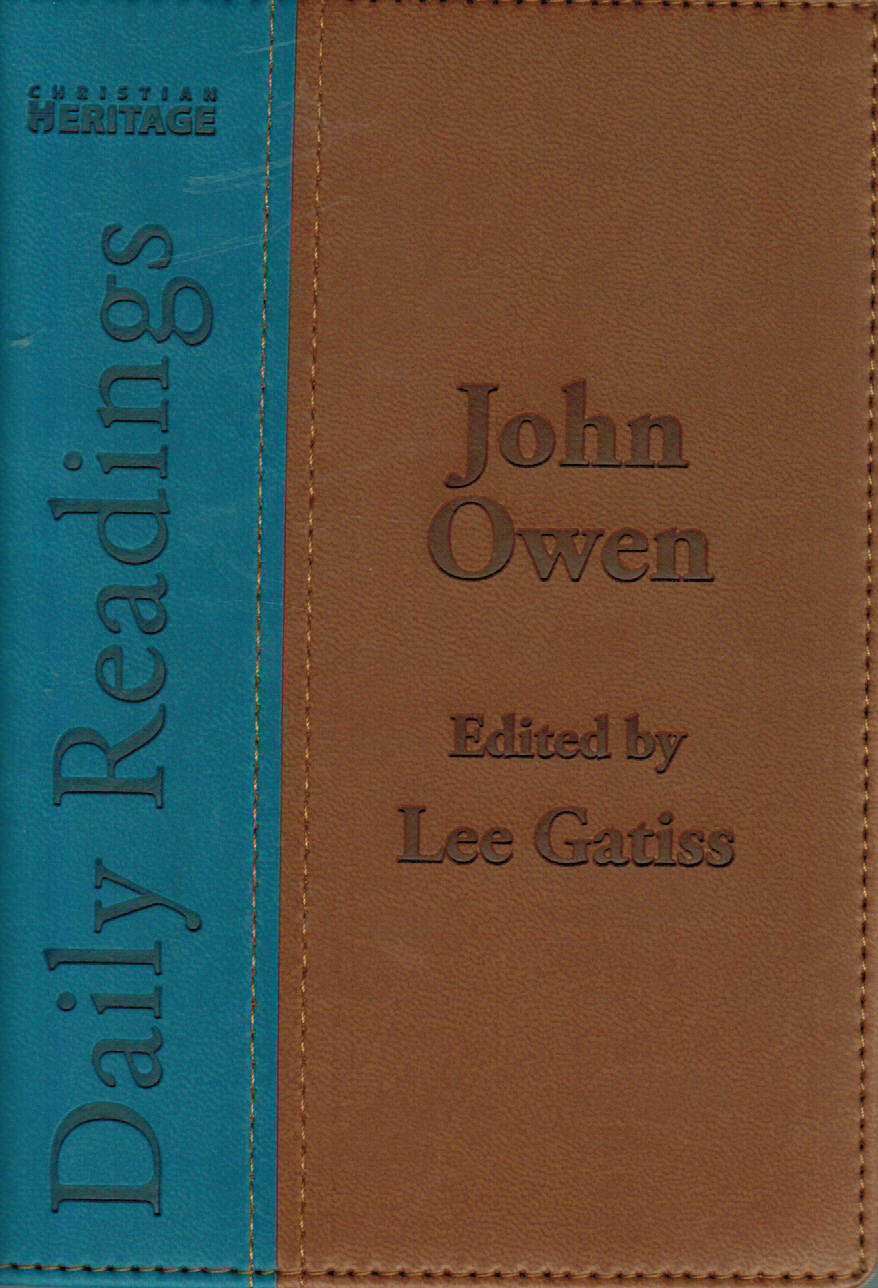 CHRISTIAN
HERITAGE
Daily Readings
John
Owen
Edited by
Lee Gatiss